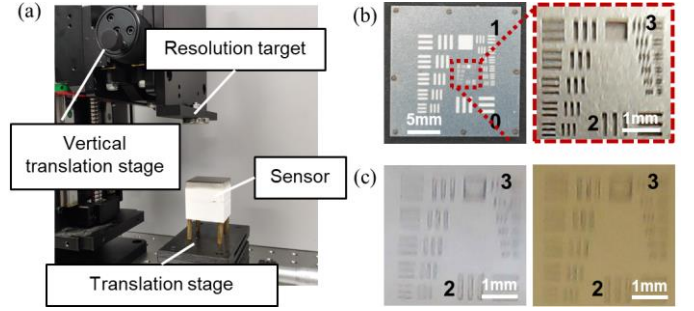 (a)
Resolution target
Vertical
translation stage
Sensor
Translation stage
(b)
1
0
5mm
3
2
1mm
(c)
3
2
1mm
3
2
1mm